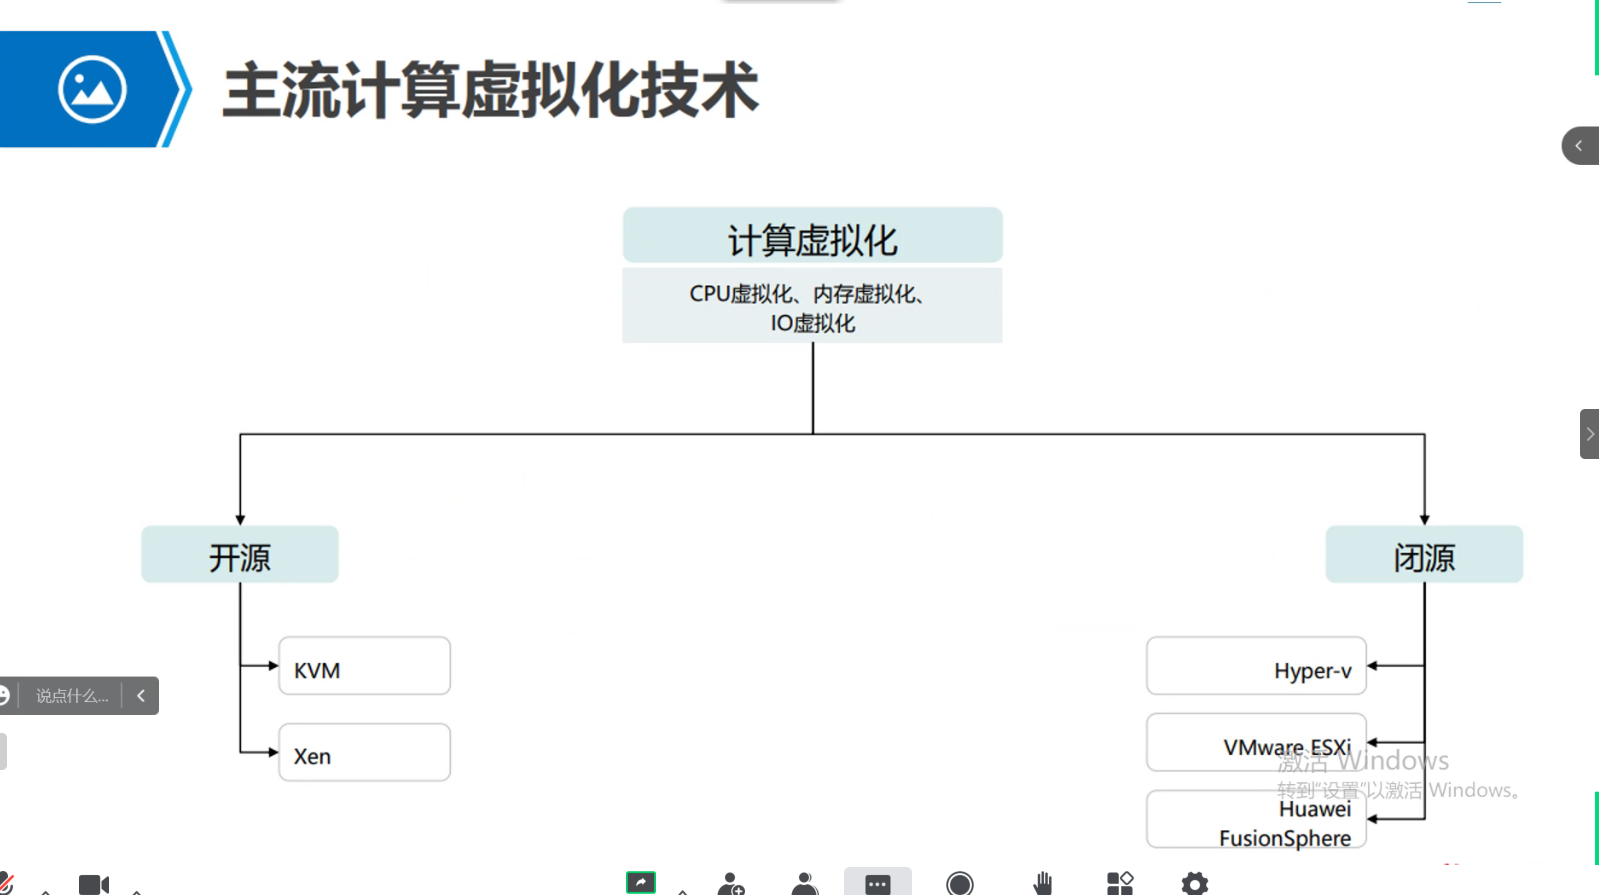 主流计算虚拟化技术
计算虚拟化
CPU虚拟化、内存虚拟化、
IO虚拟化
开源
闭源
KVM
Xen
Hyper-v
VMware ESXi
Huawei
FusionSphere
说点什么...
激活 Windows
转到“设置”以激活 Windows。